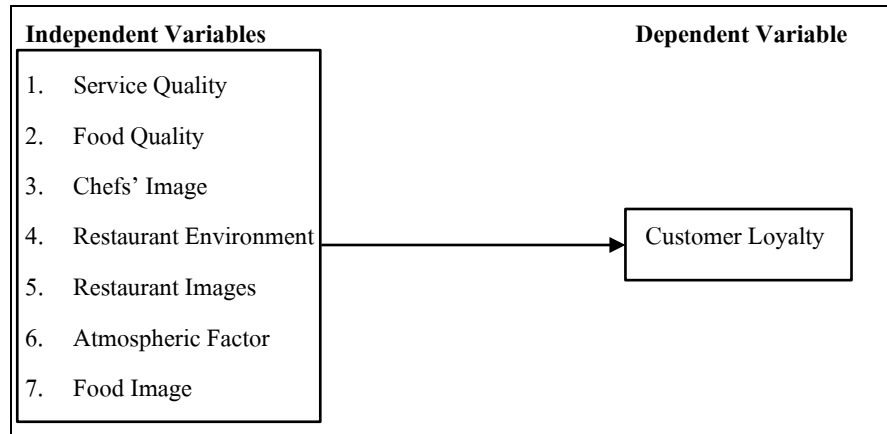 Independent Variables
Dependent Variable
1. Service Quality
2. Food Quality
3. Chefs’ Image
4. Restaurant Environment
Customer Loyalty
5. Restaurant Images
6. Atmospheric Factor
7. Food Image